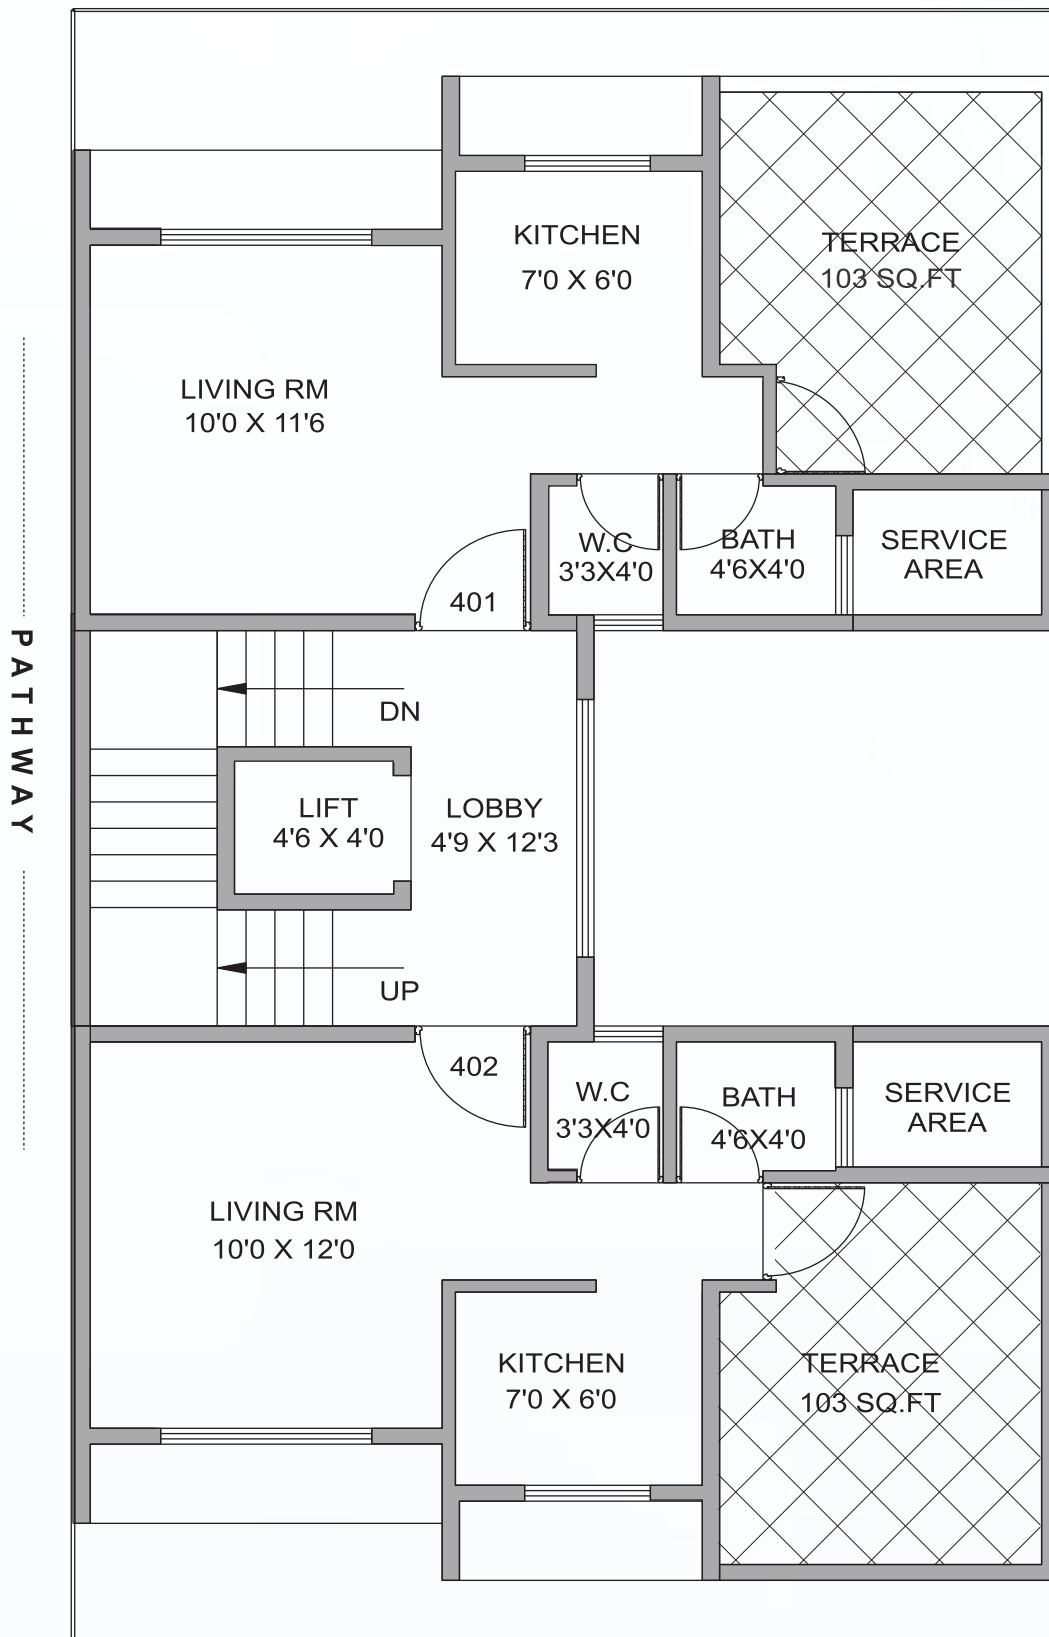 KITCHEN
7'0 X 6'0
TERRACE
103 SQ.FT
LIVING RM
10'0 X 11'6
W.C
3'3X4'0
BATH
4'6X4'0
SERVICE
AREA
401
PATHWAY
DN
LIFT
4'6 X 4'0
LOBBY
4'9 X 12'3
UP
402
W.C
3'3X4'0
BATH
4'6X4'0
SERVICE
AREA
LIVING RM
10'0 X 12'0
KITCHEN
7'0 X 6'0
TERRACE
103 SQ.FT